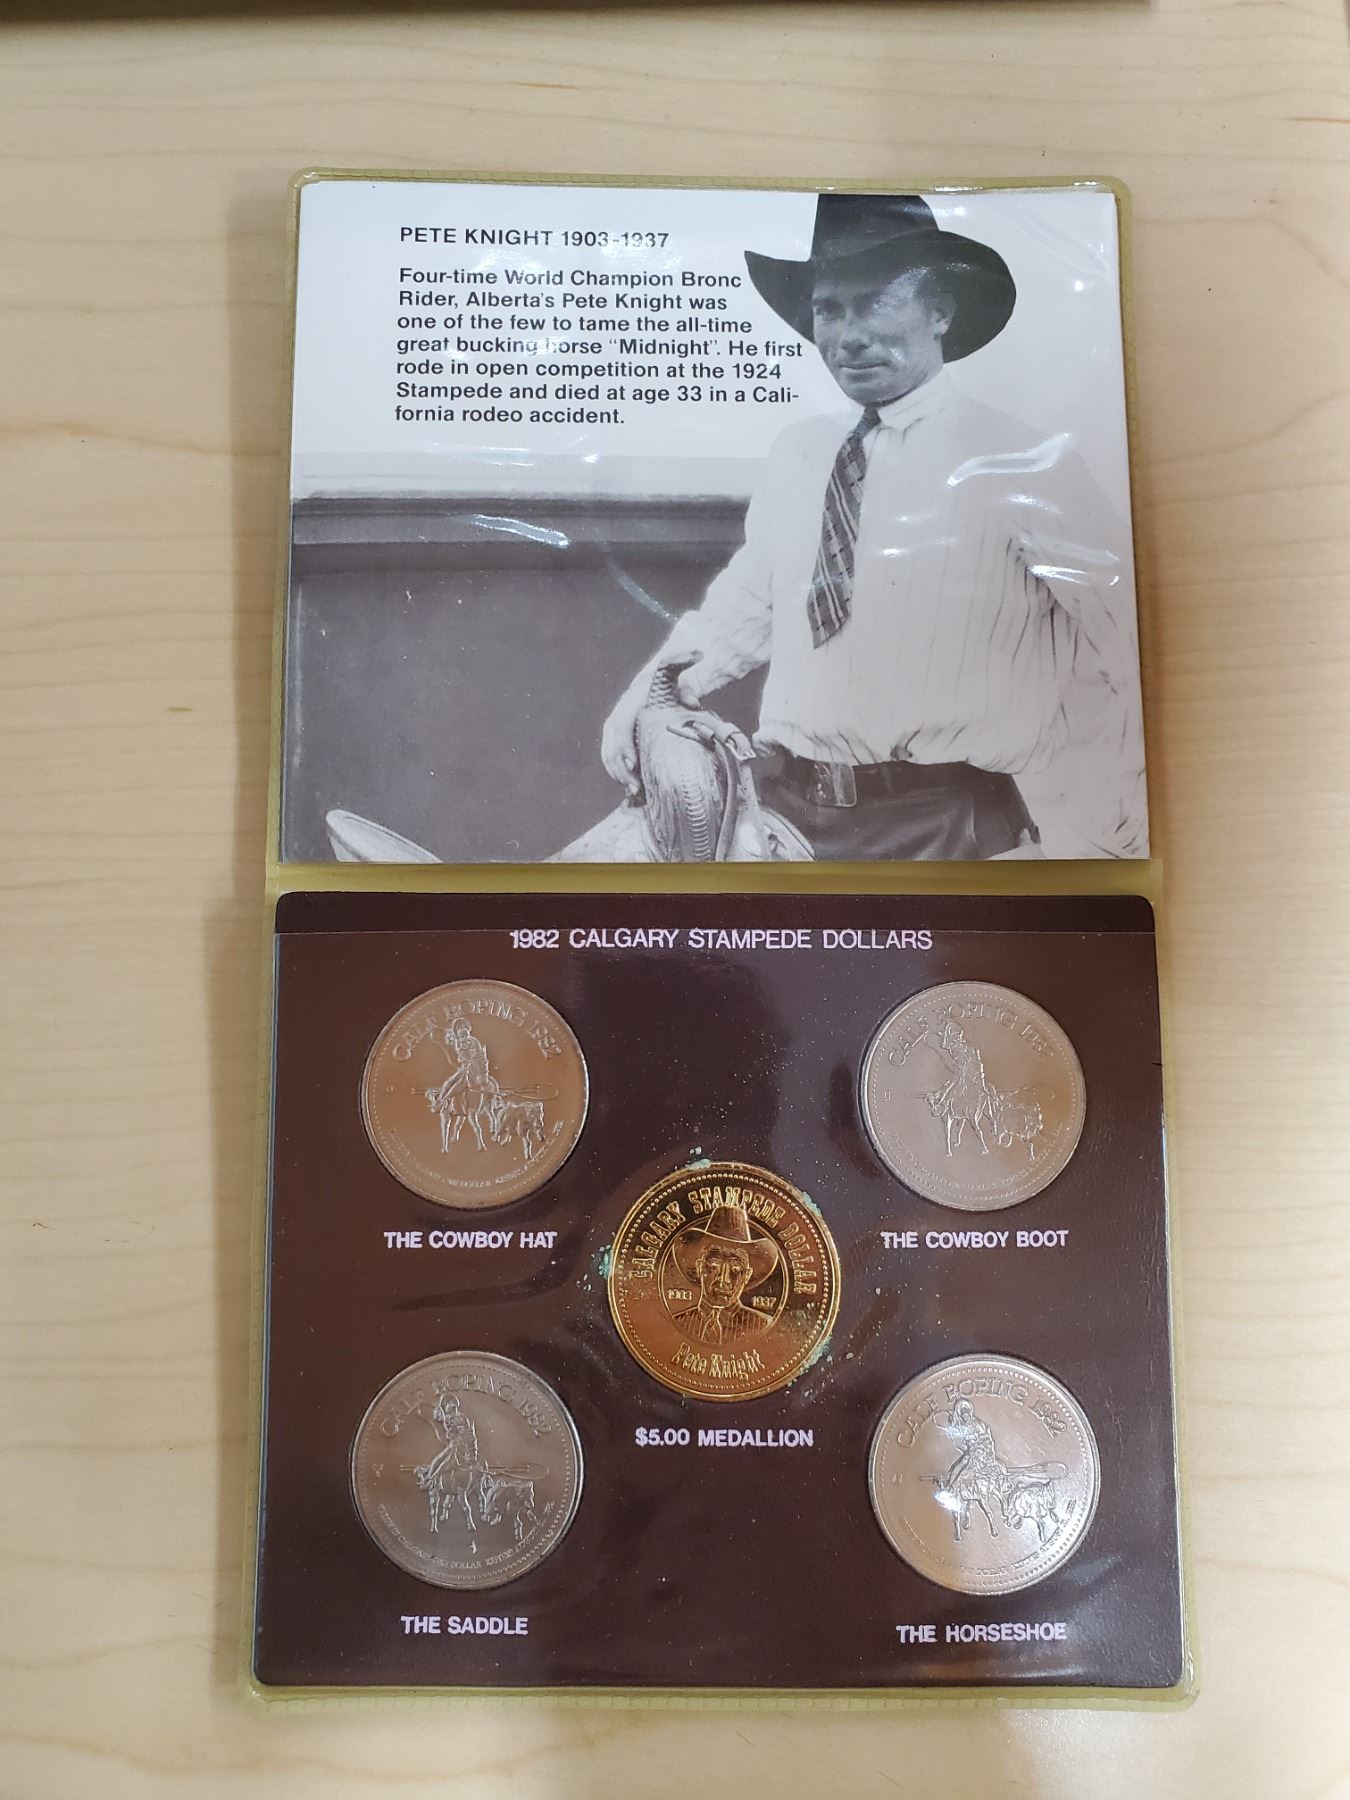 PETE KNIGHT 1903-1937
Four-time World Champion Bronc
Rider, Alberta's Pete Knight was
one of the few to tame the all-time
great bucking horse "Midnight". He first
rode in open competition at the 1924
Stampede and died at age 33 in a Cali-
fornia rodeo accident.
1982 CALGARY STAMPEDE DOLLARS
CALF ROPING 1982
CALF ROPING 1982
THE COWBOY HAT
THE COWBOY BOOT
CALGARY STAMPEDE DOLLAR
1903 1937
Pete Knight
$5.00 MEDALLION
CALF ROPING 1982
CALF ROPING 1982
THE SADDLE
THE HORSESHOE